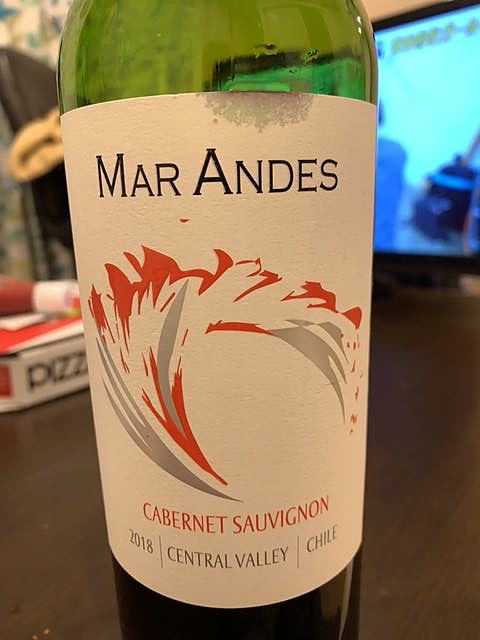 MAR ANDES
CABERNET SAUVIGNON
2018 | CENTRAL VALLEY | CHILE
PIZZ